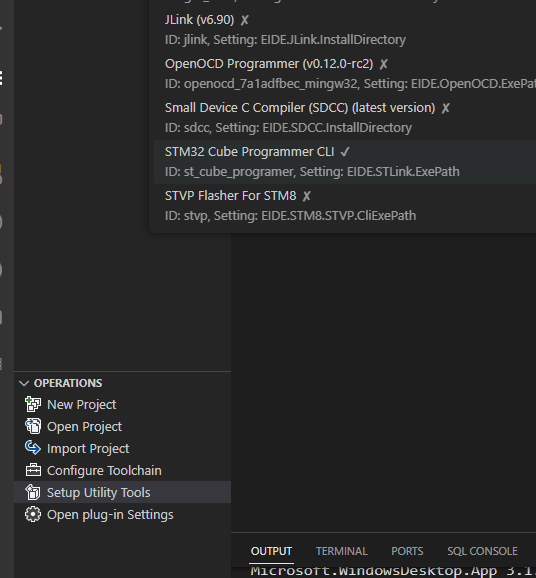 JLink (v6.90) ✗
ID: jlink, Setting: EIDEJLink.InstallDirectory
OpenOCD Programmer (v0.12.0-rc2) ✗
ID: openocd_7a1adfbec_mingw32, Setting: EIDE.OpenOCD.ExePat
Small Device C Compiler (SDCC) (latest version) ✗
ID: sdcc, Setting: EIDE.SDCC.InstallDirectory
STM32 Cube Programmer CLI ✓
ID: st_cube_programer, Setting: EIDE.STLink.ExePath
STVP Flasher For STM8 ✗
ID: stvp, Setting: EIDE.STM8.STVP.CliExePath
OPERATIONS
New Project
Open Project
Import Project
Configure Toolchain
Setup Utility Tools
Open plug-in Settings
OUTPUT TERMINAL PORTS SQL CONSOLE
Microsoft.WindowsDesktop.App 3.1.